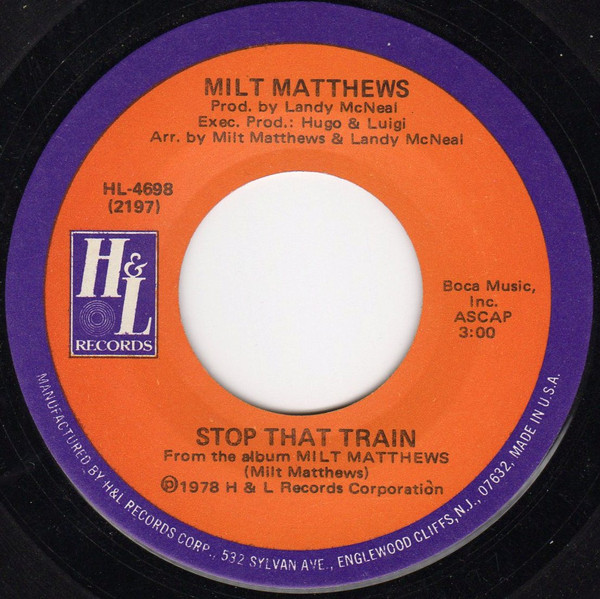 MILT MATTHEWS
Prod. by Landy McNeal
Exec. Prod.: Hugo & Luigi
Arr. by Milt Matthews & Landy McNeal
HL-4698
(2197)
H&L
RECORDS
Boca Music,
Inc.
ASCAP
3:00
STOP THAT TRAIN
From the album MILT MATTHEWS
(Milt Matthews)
℗1978 H & L Records Corporation
MANUFACTURED BY H&L RECORDS CORP., 532 SYLVAN AVE., ENGLEWOOD CLIFFS, N.J., 07632. MADE IN U.S.A.